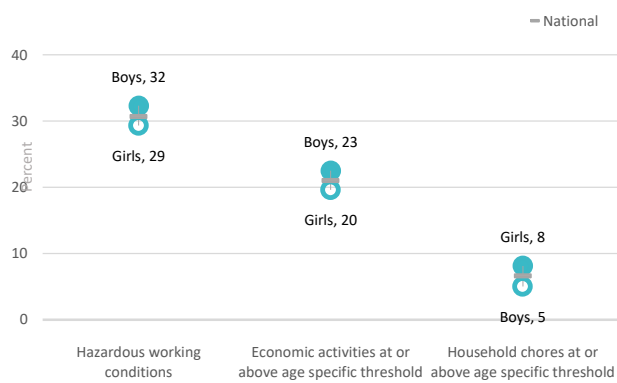 National
40
30
20
10
0
Percent
Boys, 32
Girls, 29
Boys, 23
Girls, 20
Girls, 8
Boys, 5
Hazardous working
conditions
Economic activities at or
above age specific threshold
Household chores at or
above age specific threshold